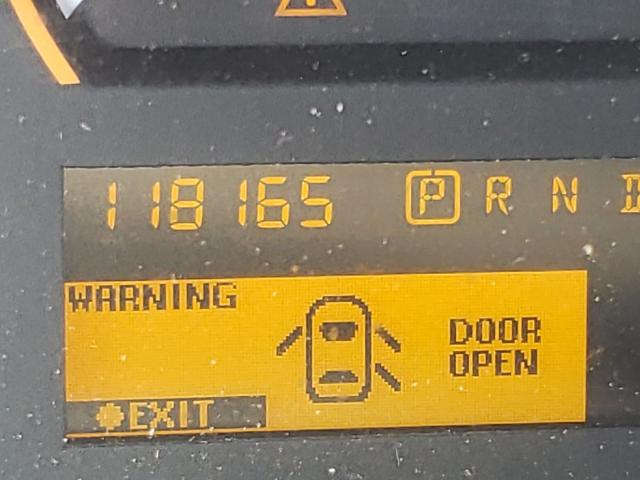 118165 P R N D
WARNING
DOOR
OPEN
EXIT